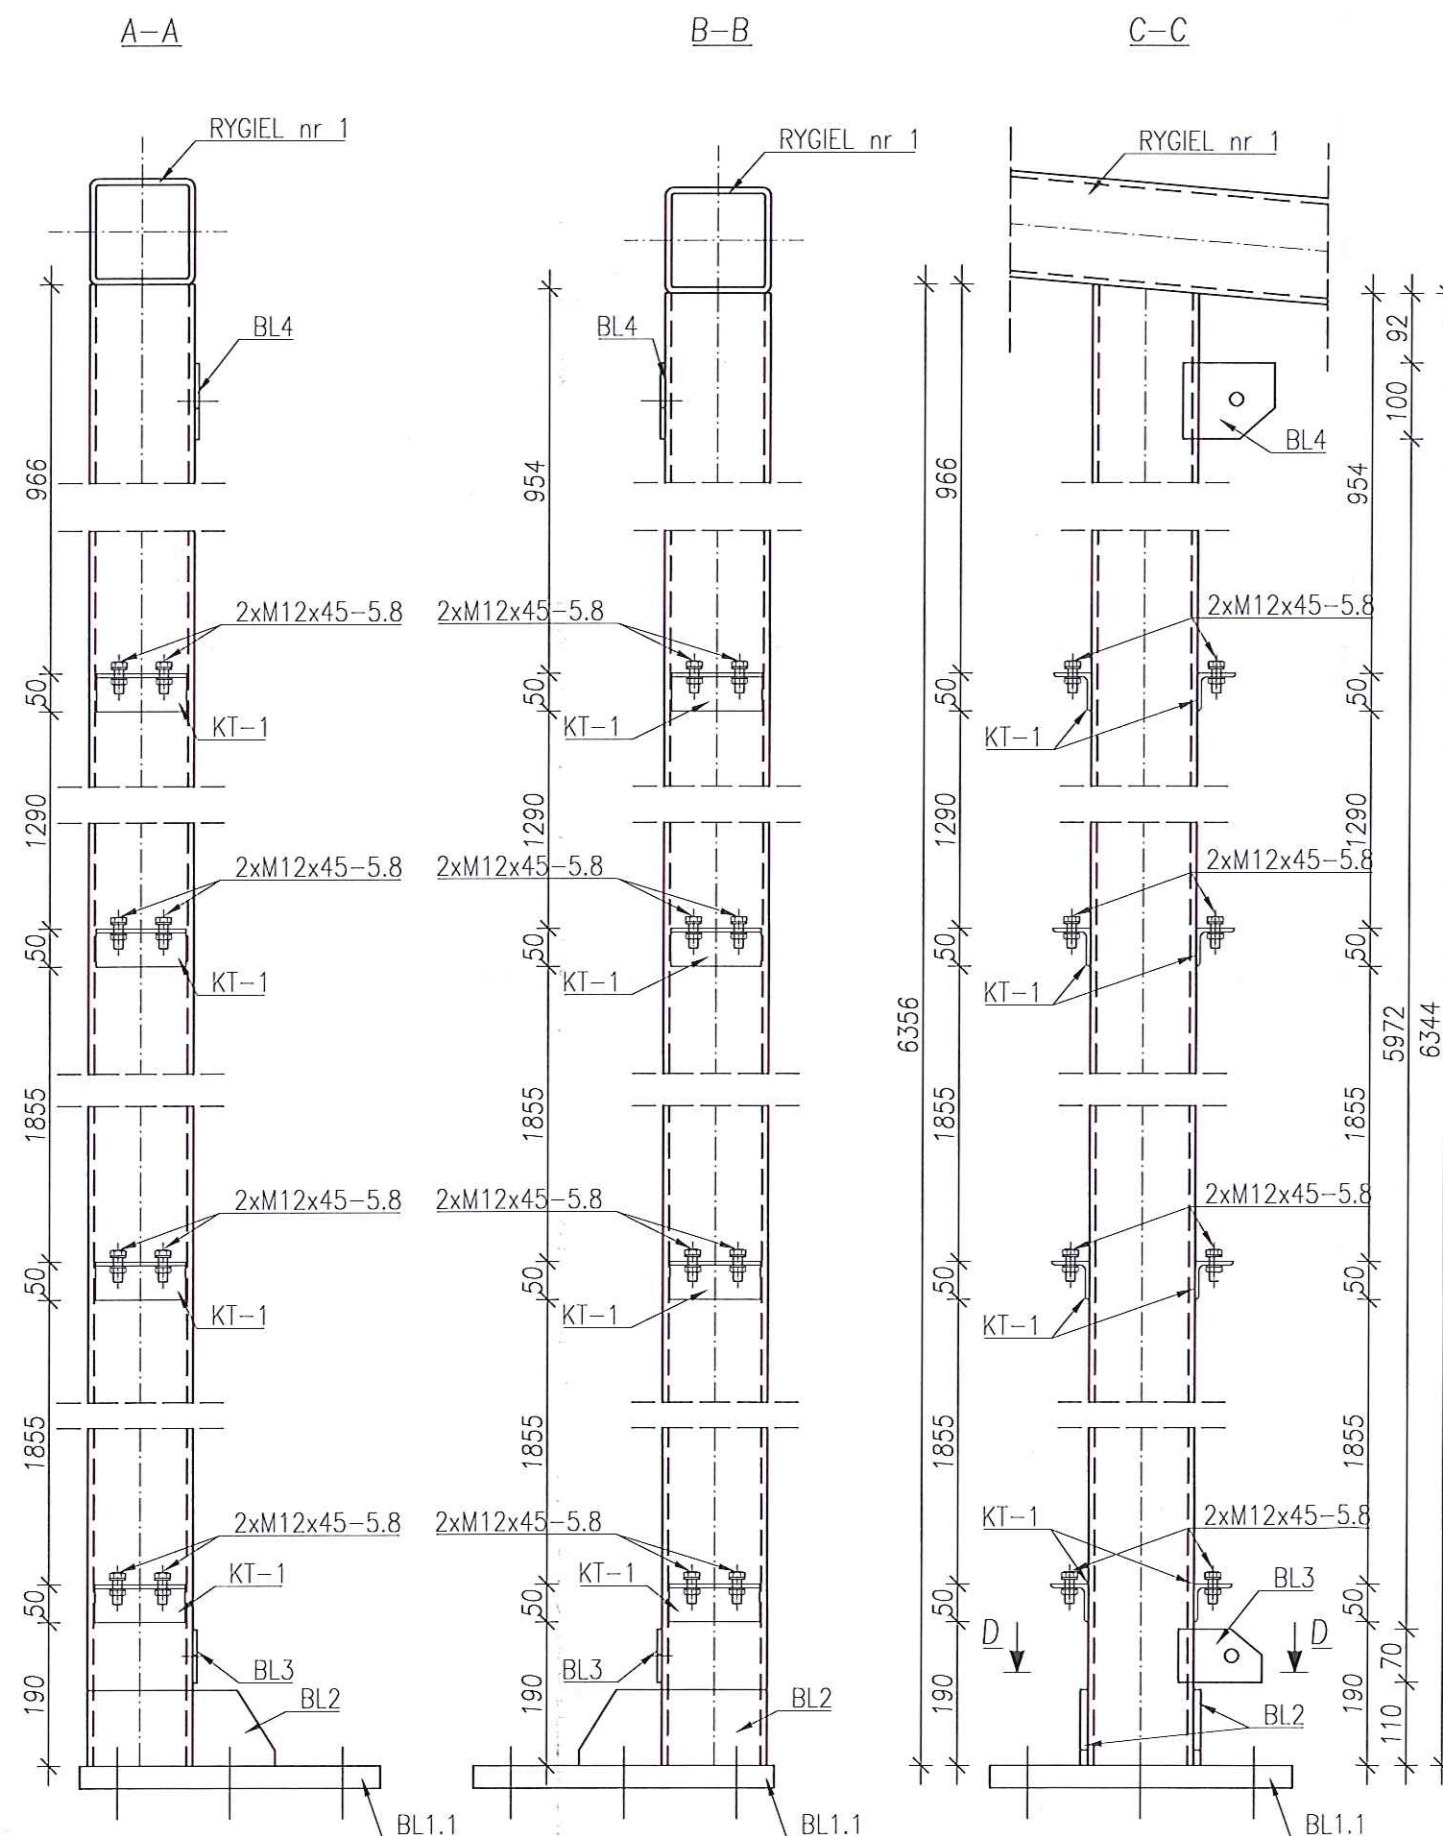 A-A
B-B
C-C
RYGIEL nr 1
RYGIEL nr 1
RYGIEL nr 1
BL4
BL4
BL4
92
100
966
954
966
954
2xM12x45-5.8
2xM12x45-5.8
2xM12x45-5.8
50
50
50
50
KT-1
KT-1
KT-1
1290
1290
1290
1290
2xM12x45-5.8
2xM12x45-5.8
2xM12x45-5.8
50
50
50
50
KT-1
KT-1
KT-1
6356
5972
6344
1855
1855
1855
1855
2xM12x45-5.8
2xM12x45-5.8
2xM12x45-5.8
50
50
50
50
KT-1
KT-1
KT-1
1855
1855
1855
1855
2xM12x45-5.8
2xM12x45-5.8
KT-1
2xM12x45-5.8
KT-1
KT-1
BL3
50
50
50
50
D
D
BL3
BL3
70
190
190
190
190
BL2
BL2
BL2
110
BL1.1
BL1.1
BL1.1